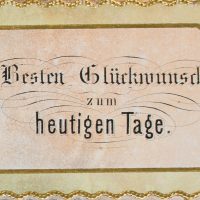 Besten Glückwunsch
zum
heutigen Tage.